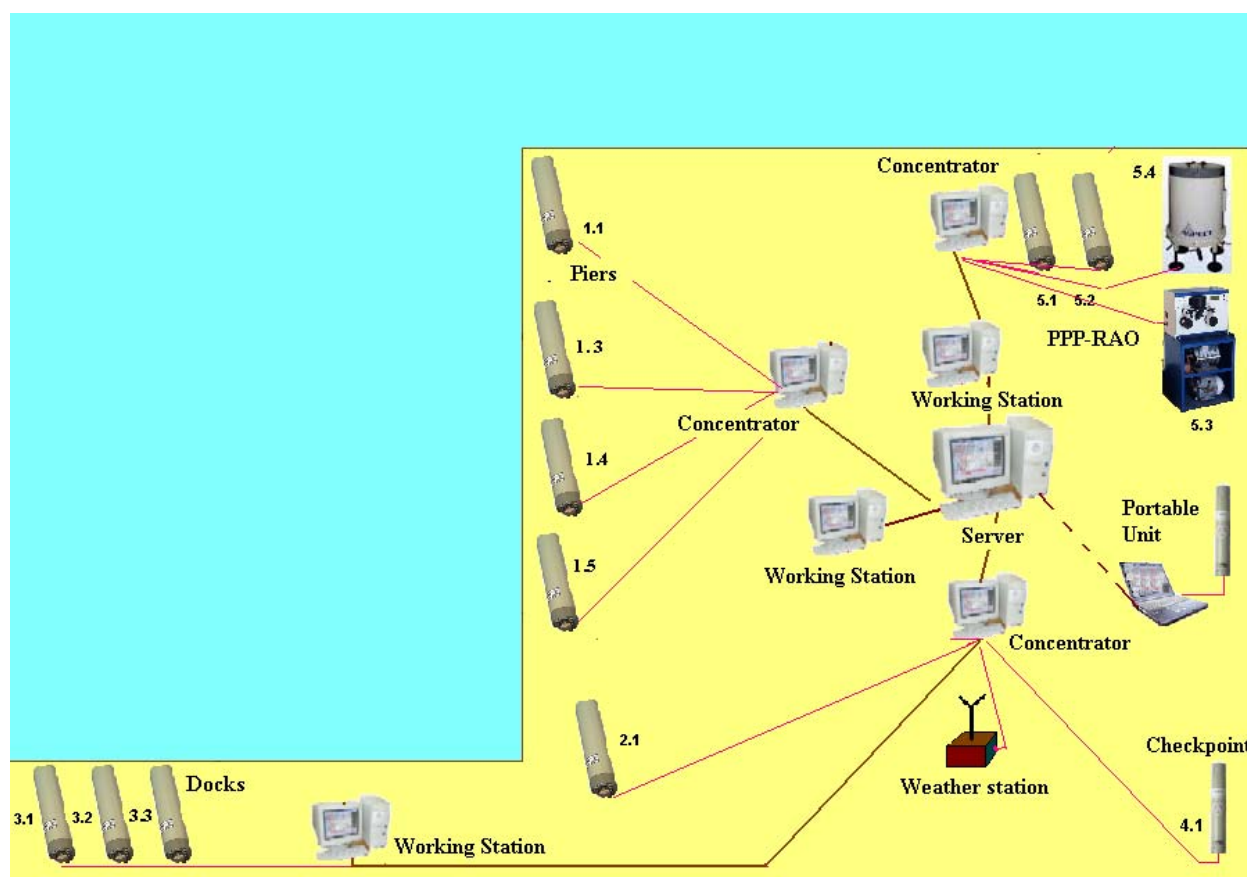 Concentrator
5.4
1.1
Piers
5.1
5.2
1.3
PPP-RAO
Working Station
5.3
Concentrator
1.4
Portable
Unit
Server
1.5
Working Station
Concentrator
2.1
Checkpoint
Docks
Weather station
3.1
3.2
3.3
4.1
Working Station